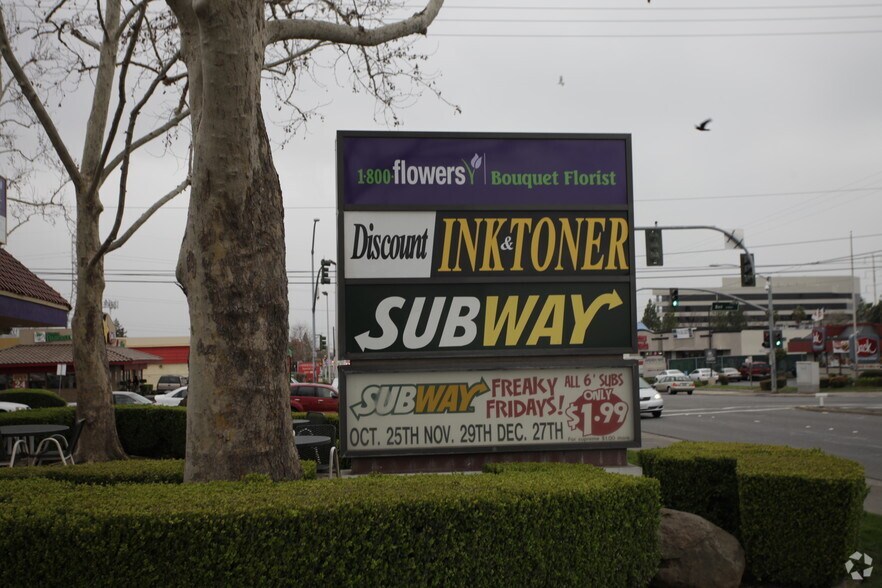 1·800·flowers
Bouquet Florist
Discount INK & TONER
SUBWAY
SUBWAY FREAKY FRIDAYS!
ALL 6" SUBS
ONLY
$1.99
OCT. 25TH NOV. 29TH DEC. 27TH